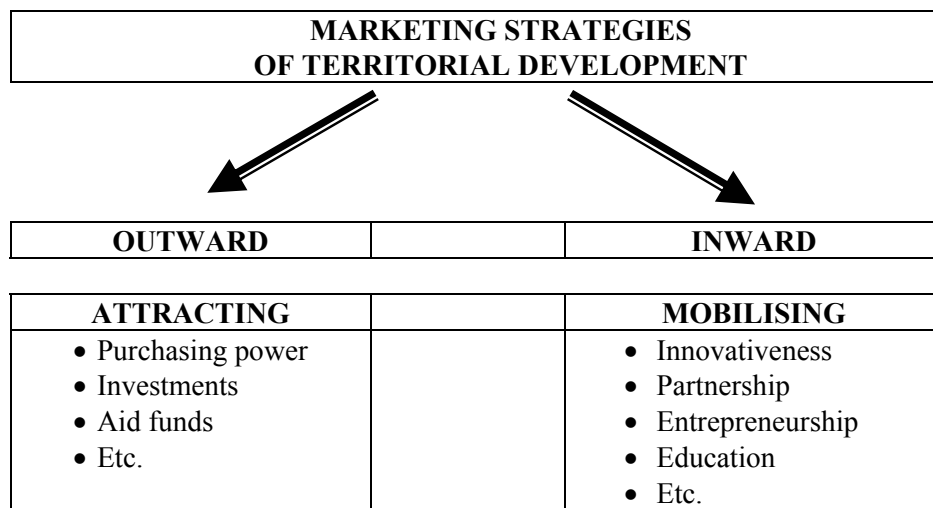 MARKETING STRATEGIES
OF TERRITORIAL DEVELOPMENT
OUTWARD
INWARD
ATTRACTING
• Purchasing power
• Investments
• Aid funds
• Etc.
MOBILISING
• Innovativeness
• Partnership
• Entrepreneurship
• Education
• Etc.